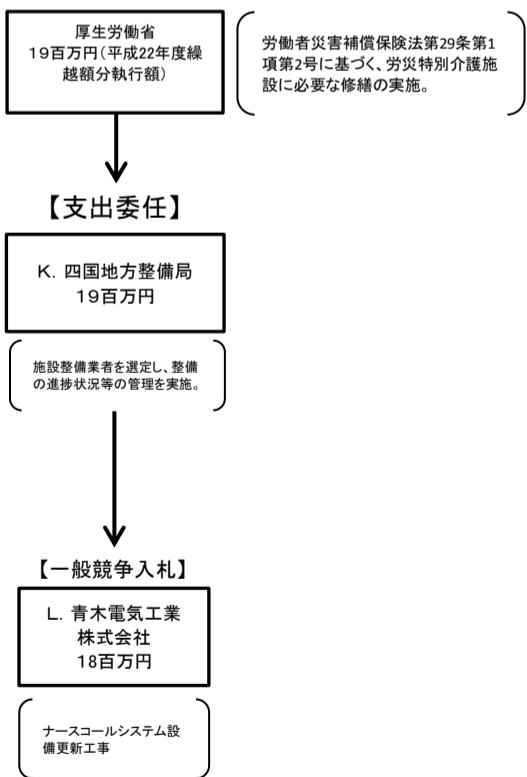 厚生労働省
19百万円(平成22年度繰
越額分執行額)
労働者災害補償保険法第29条第1
項第2号に基づく、労災特別介護施
設に必要な修繕の実施。
【支出委任】
K. 四国地方整備局
19百万円
施設整備業者を選定し、整備
の進捗状況等の管理を実施。
【一般競争入札】
L. 青木電気工業
株式会社
18百万円
ナースコールシステム設
備更新工事